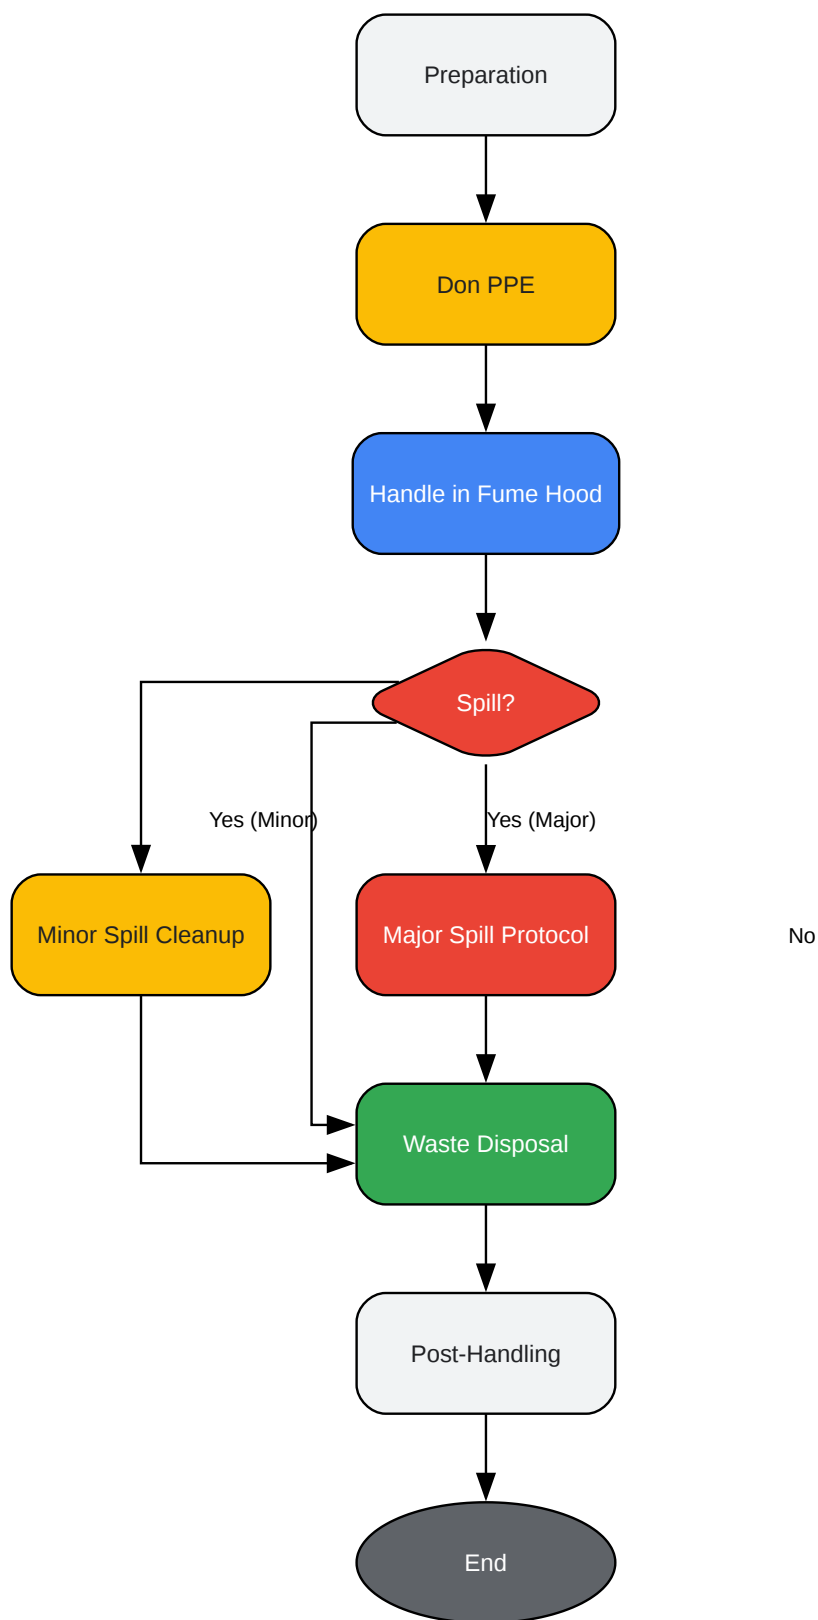 Preparation
Don PPE
Handle in Fume Hood
Spill?
Yes (Minor)
Yes (Major)
Minor Spill Cleanup
Major Spill Protocol
No
Waste Disposal
Post-Handling
End